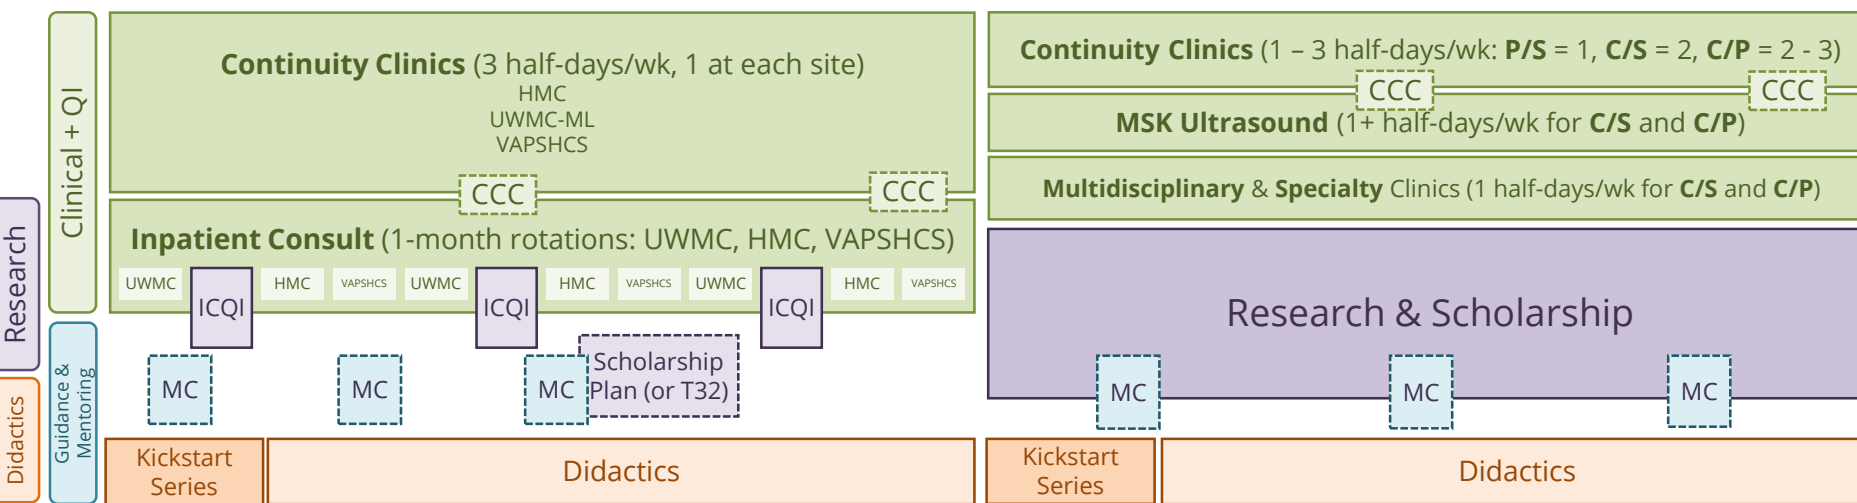 Clinical + QI
Research
Guidance &
Mentoring
Didactics
Continuity Clinics (3 half-days/wk, 1 at each site)
HMC
UWMC-ML
VAPSHCS
CCC
CCC
Inpatient Consult (1-month rotations: UWMC, HMC, VAPSHCS)
UWMC
ICQI
HMC
VAPSHCS
UWMC
ICQI
HMC
VAPSHCS
UWMC
ICQI
HMC
VAPSHCS
MC
MC
MC
Scholarship
Plan (or T32)
Kickstart
Series
Didactics
Continuity Clinics (1 – 3 half-days/wk: P/S = 1, C/S = 2, C/P = 2 - 3)
CCC
CCC
MSK Ultrasound (1+ half-days/wk for C/S and C/P)
Multidisciplinary & Specialty Clinics (1 half-days/wk for C/S and C/P)
Research & Scholarship
MC
MC
MC
Kickstart
Series
Didactics